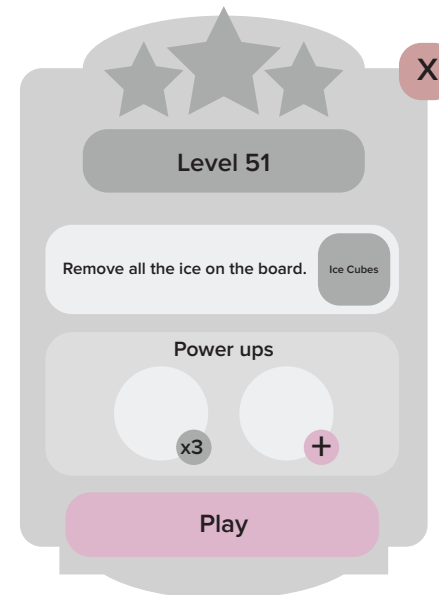 X
Level 51
Remove all the ice on the board.
Ice Cubes
Power ups
x3
+
Play